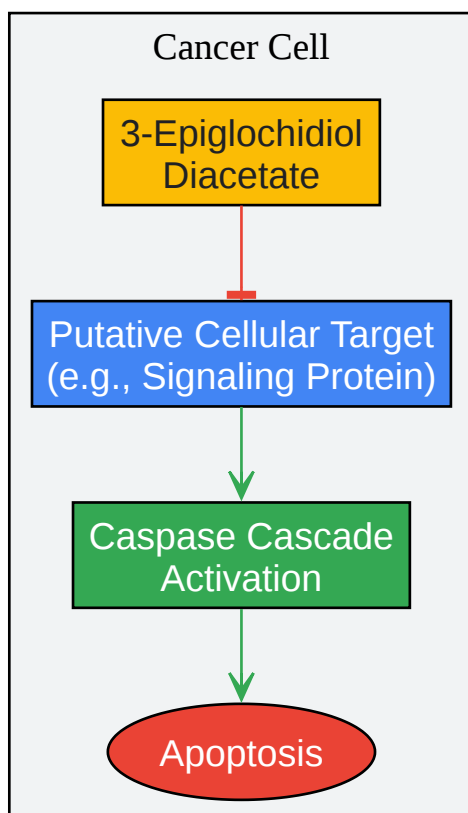 Cancer Cell
3-Epiglochidiol
Diacetate
Putative Cellular Target
(e.g., Signaling Protein)
Caspase Cascade
Activation
Apoptosis